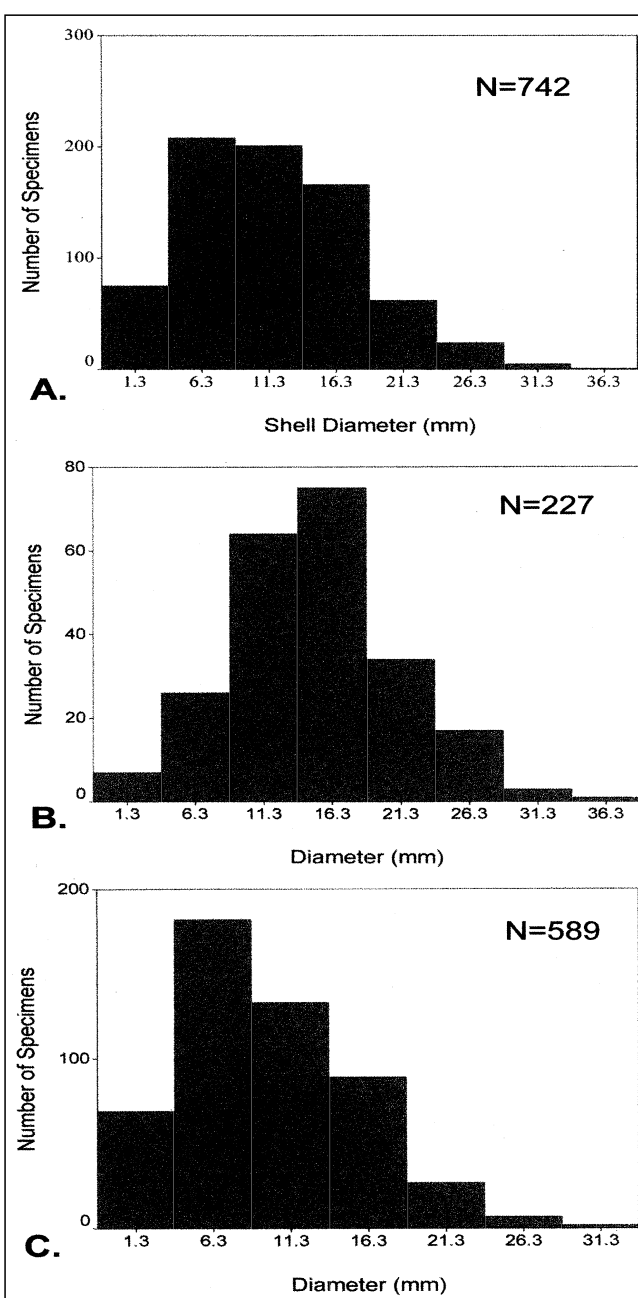 300
N=742
200
Number of Specimens
100
0
1.3 6.3 11.3 16.3 21.3 26.3 31.3 36.3
A.
Shell Diameter (mm)
80
N=227
60
Number of Specimens
40
20
0
1.3 6.3 11.3 16.3 21.3 26.3 31.3 36.3
B.
Diameter (mm)
200
N=589
Number of Specimens
100
0
1.3 6.3 11.3 16.3 21.3 26.3 31.3
C.
Diameter (mm)